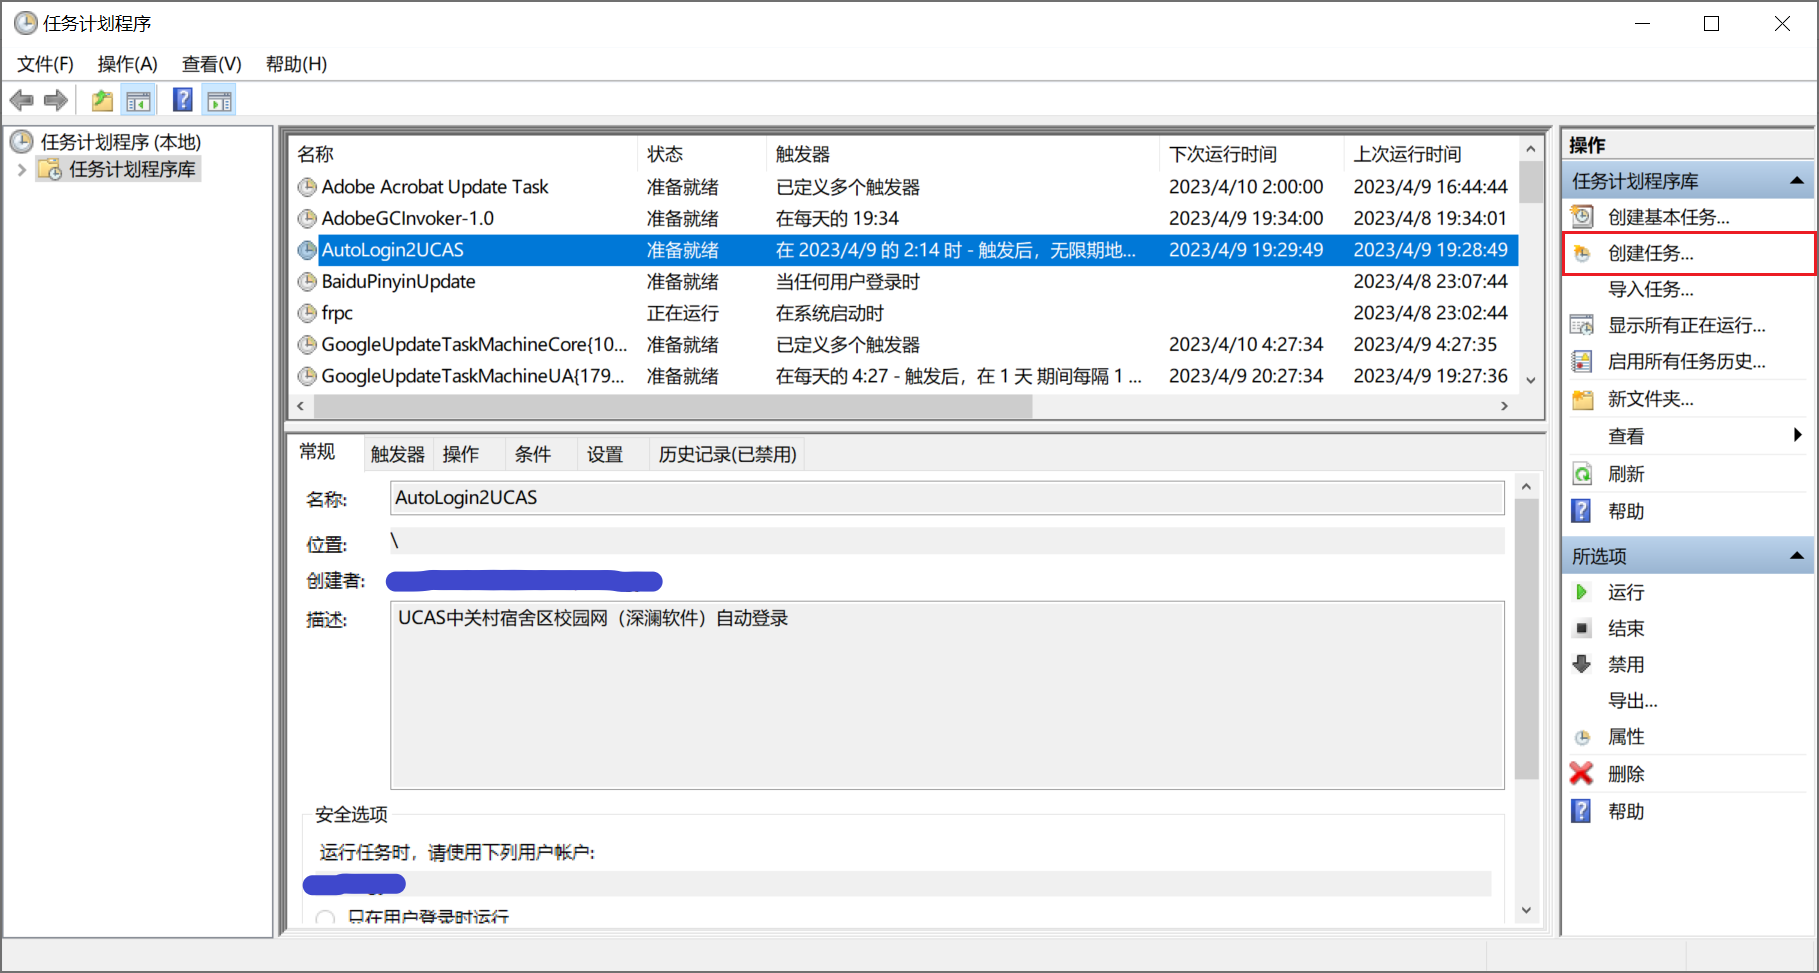 任务计划程序
文件(F) 操作(A) 查看(V) 帮助(H)
任务计划程序 (本地)
任务计划程序库
名称 状态 触发器 下次运行时间 上次运行时间
Adobe Acrobat Update Task 准备就绪 已定义多个触发器 2023/4/10 2:00:00 2023/4/9 16:44:44
AdobeGCInvoker-1.0 准备就绪 在每天的 19:34 2023/4/9 19:34:00 2023/4/8 19:34:01
AutoLogin2UCAS 准备就绪 在 2023/4/9 的 2:14 时 - 触发后，无限期地... 2023/4/9 19:29:49 2023/4/9 19:28:49
BaiduPinyinUpdate 准备就绪 当任何用户登录时 2023/4/8 23:07:44
frpc 正在运行 在系统启动时 2023/4/8 23:02:44
GoogleUpdateTaskMachineCore{10... 准备就绪 已定义多个触发器 2023/4/10 4:27:34 2023/4/9 4:27:35
GoogleUpdateTaskMachineUA{179... 准备就绪 在每天的 4:27 - 触发后，在 1 天 期间每隔 1 ... 2023/4/9 20:27:34 2023/4/9 19:27:36
常规 触发器 操作 条件 设置 历史记录(已禁用)
名称: AutoLogin2UCAS
位置: \
创建者:
描述: UCAS中关村宿舍区校园网（深澜软件）自动登录
安全选项
运行任务时，请使用下列用户帐户:
只在用户登录时运行
操作
任务计划程序库
创建基本任务...
创建任务...
导入任务...
显示所有正在运行...
启用所有任务历史...
新文件夹...
查看
刷新
帮助
所选项
运行
结束
禁用
导出...
属性
删除
帮助